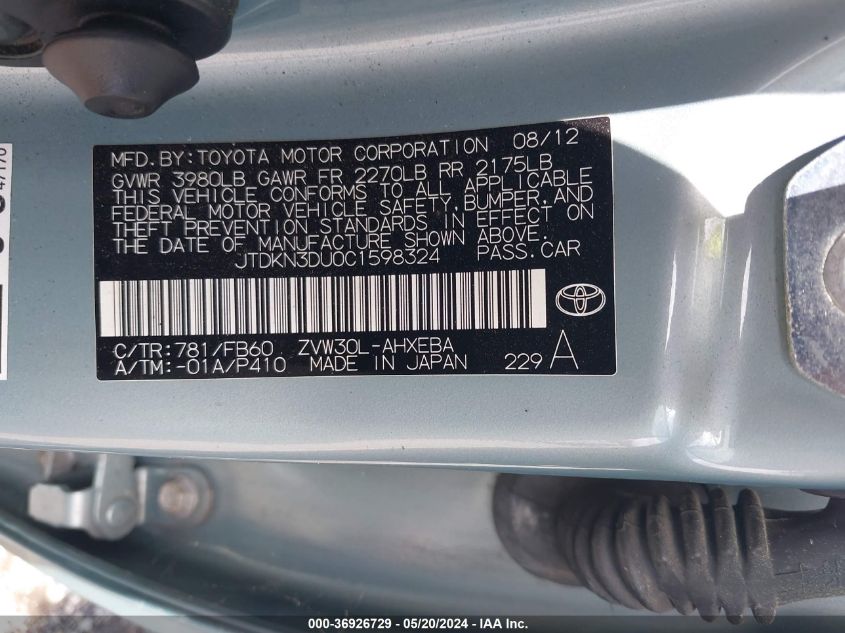 MFD.BY:TOYOTA MOTOR CORPORATION 08/12
GVWR 3980LB GAWR FR 2270LB RR 2175LB
THIS VEHICLE CONFORMS TO ALL APPLICABLE
FEDERAL MOTOR VEHICLE SAFETY,BUMPER,AND
THEFT PREVENTION STANDARDS IN EFFECT ON
THE DATE OF MANUFACTURE SHOWN ABOVE.
JTDKN3DU0C1598324 PASS.CAR
C/TR:781/FB60 ZVW30L-AHXEBA
A/TM:-01A/P410 MADE IN JAPAN 229 A
000-36926729 - 05/20/2024 - IAA Inc.